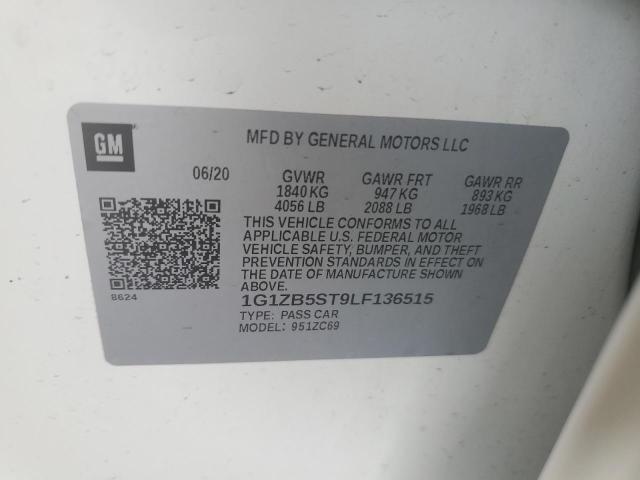 GM
MFD BY GENERAL MOTORS LLC
06/20 GVWR GAWR FRT GAWR RR
1840 KG 947 KG 893 KG
4056 LB 2088 LB 1968 LB
THIS VEHICLE CONFORMS TO ALL
APPLICABLE U.S. FEDERAL MOTOR
VEHICLE SAFETY, BUMPER, AND THEFT
PREVENTION STANDARDS IN EFFECT ON
THE DATE OF MANUFACTURE SHOWN
ABOVE.
8624
1G1ZB5ST9LF136515
TYPE: PASS CAR
MODEL: 951ZC69